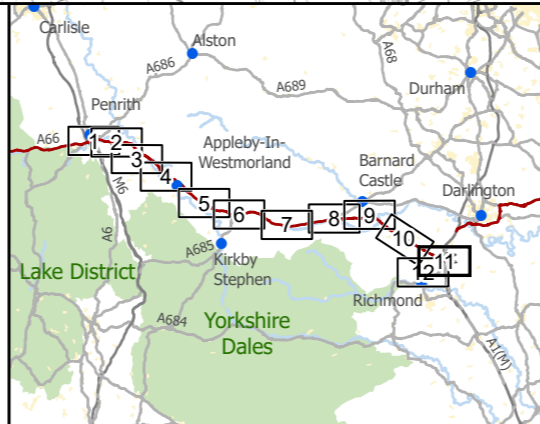 Carlisle
Alston
A686
A68
A689
Durham
Penrith
A66
1
2
3
4
Appleby-In-
Westmorland
Barnard
Castle
Darlington
M6
5
6
7
8
9
10
11
12
A6
A685
Kirkby
Stephen
Lake District
Richmond
A684
Yorkshire
Dales
A1(M)